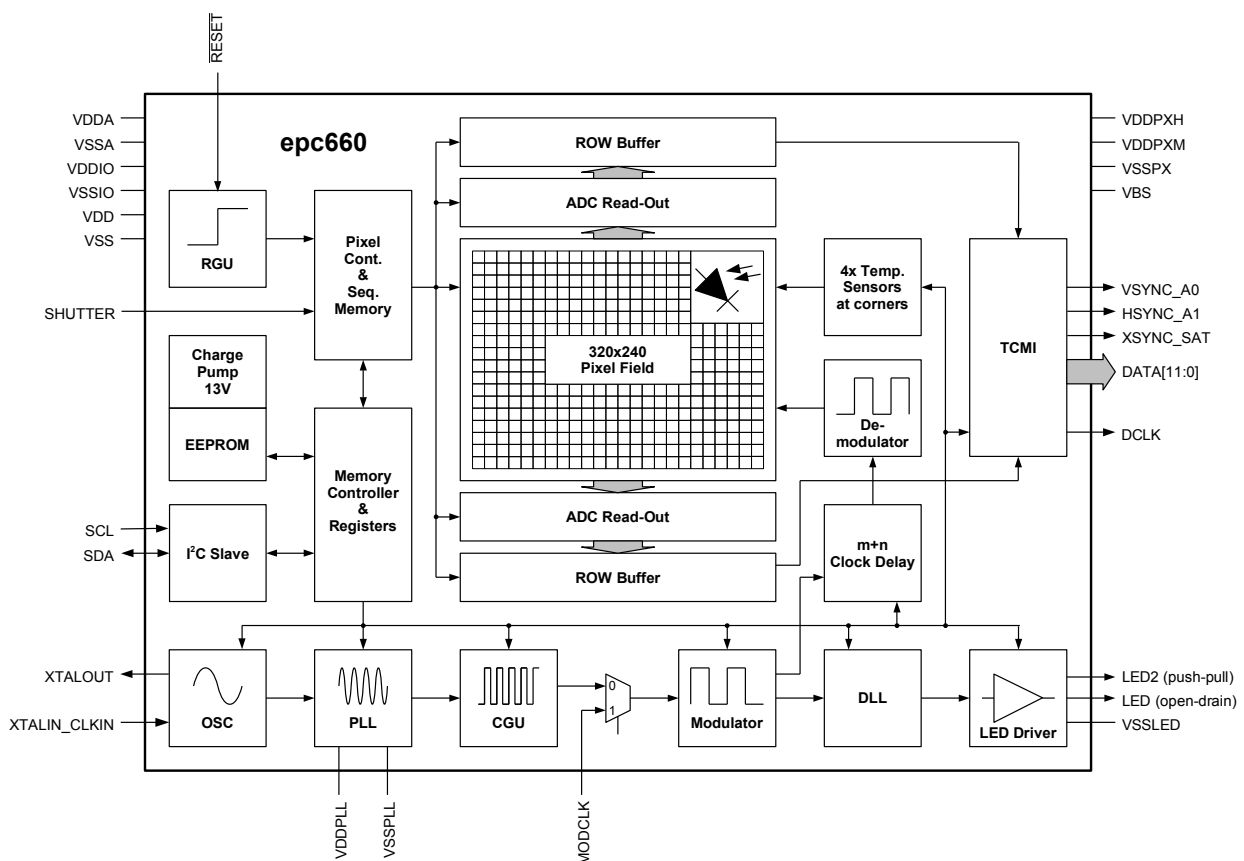 RESET
VDDA
VSSA
VDDIO
VSSIO
VDD
VSS
epc660
ROW Buffer
VDDPXH
VDDPXM
VSSPX
VBS
ADC Read-Out
RGU
Pixel
Cont.
&
Seq.
Memory
4x Temp.
Sensors
at corners
TCMI
VSYNC_A0
HSYNC_A1
XSYNC_SAT
DATA[11:0]
DCLK
SHUTTER
320x240
Pixel Field
Charge
Pump
13V
EEPROM
De-
modulator
Memory
Controller
&
Registers
ADC Read-Out
SCL
SDA
I²C Slave
m+n
Clock Delay
ROW Buffer
XTALOUT
XTALIN_CLKIN
OSC
PLL
CGU
0
1
Modulator
DLL
LED Driver
LED2 (push-pull)
LED (open-drain)
VSSLED
VDDPLL
VSSPLL
MODCLK